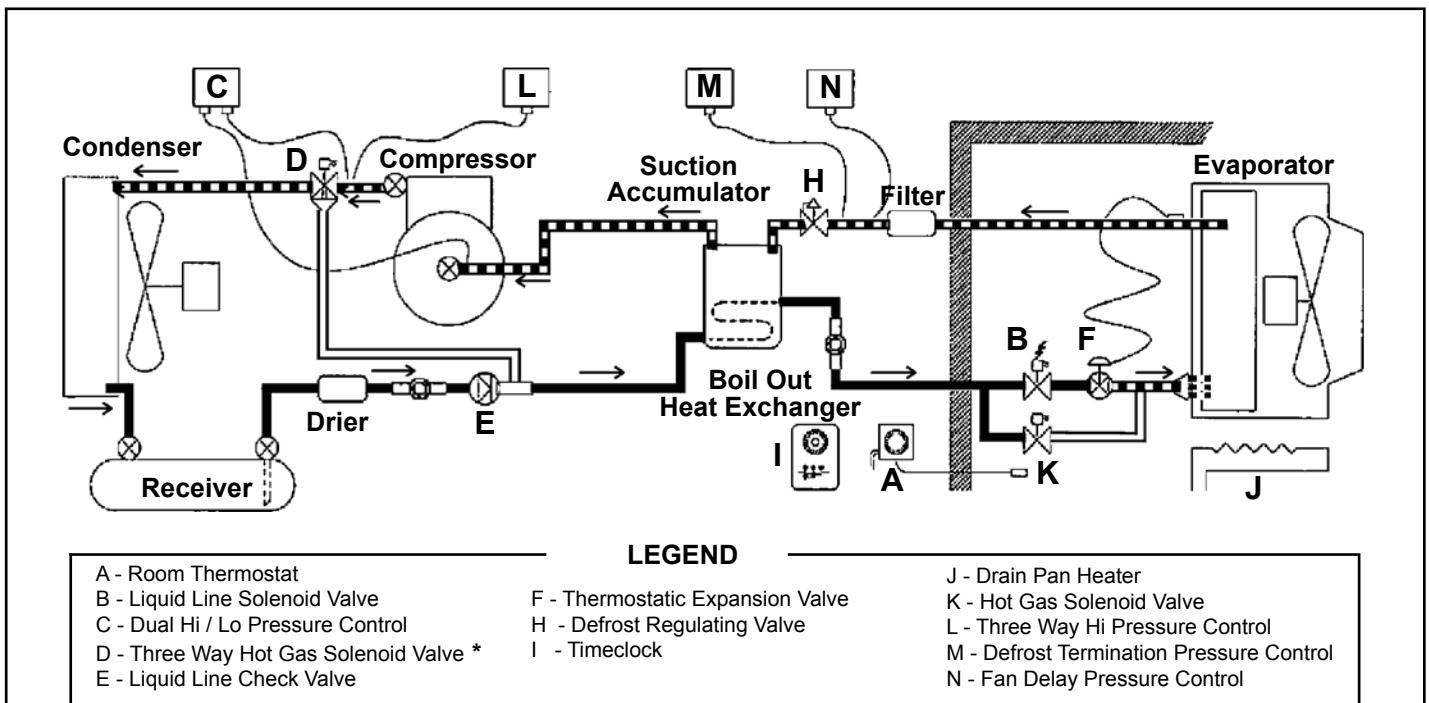 C
L
M
N
Condenser
D
Compressor
Suction
Accumulator
H
Filter
Evaporator
B
F
Boil Out
Heat Exchanger
Drier
E
I
A
K
J
Receiver
LEGEND
A - Room Thermostat
B - Liquid Line Solenoid Valve
C - Dual Hi / Lo Pressure Control
D - Three Way Hot Gas Solenoid Valve *
E - Liquid Line Check Valve
F - Thermostatic Expansion Valve
H - Defrost Regulating Valve
I - Timeclock
J - Drain Pan Heater
K - Hot Gas Solenoid Valve
L - Three Way Hi Pressure Control
M - Defrost Termination Pressure Control
N - Fan Delay Pressure Control